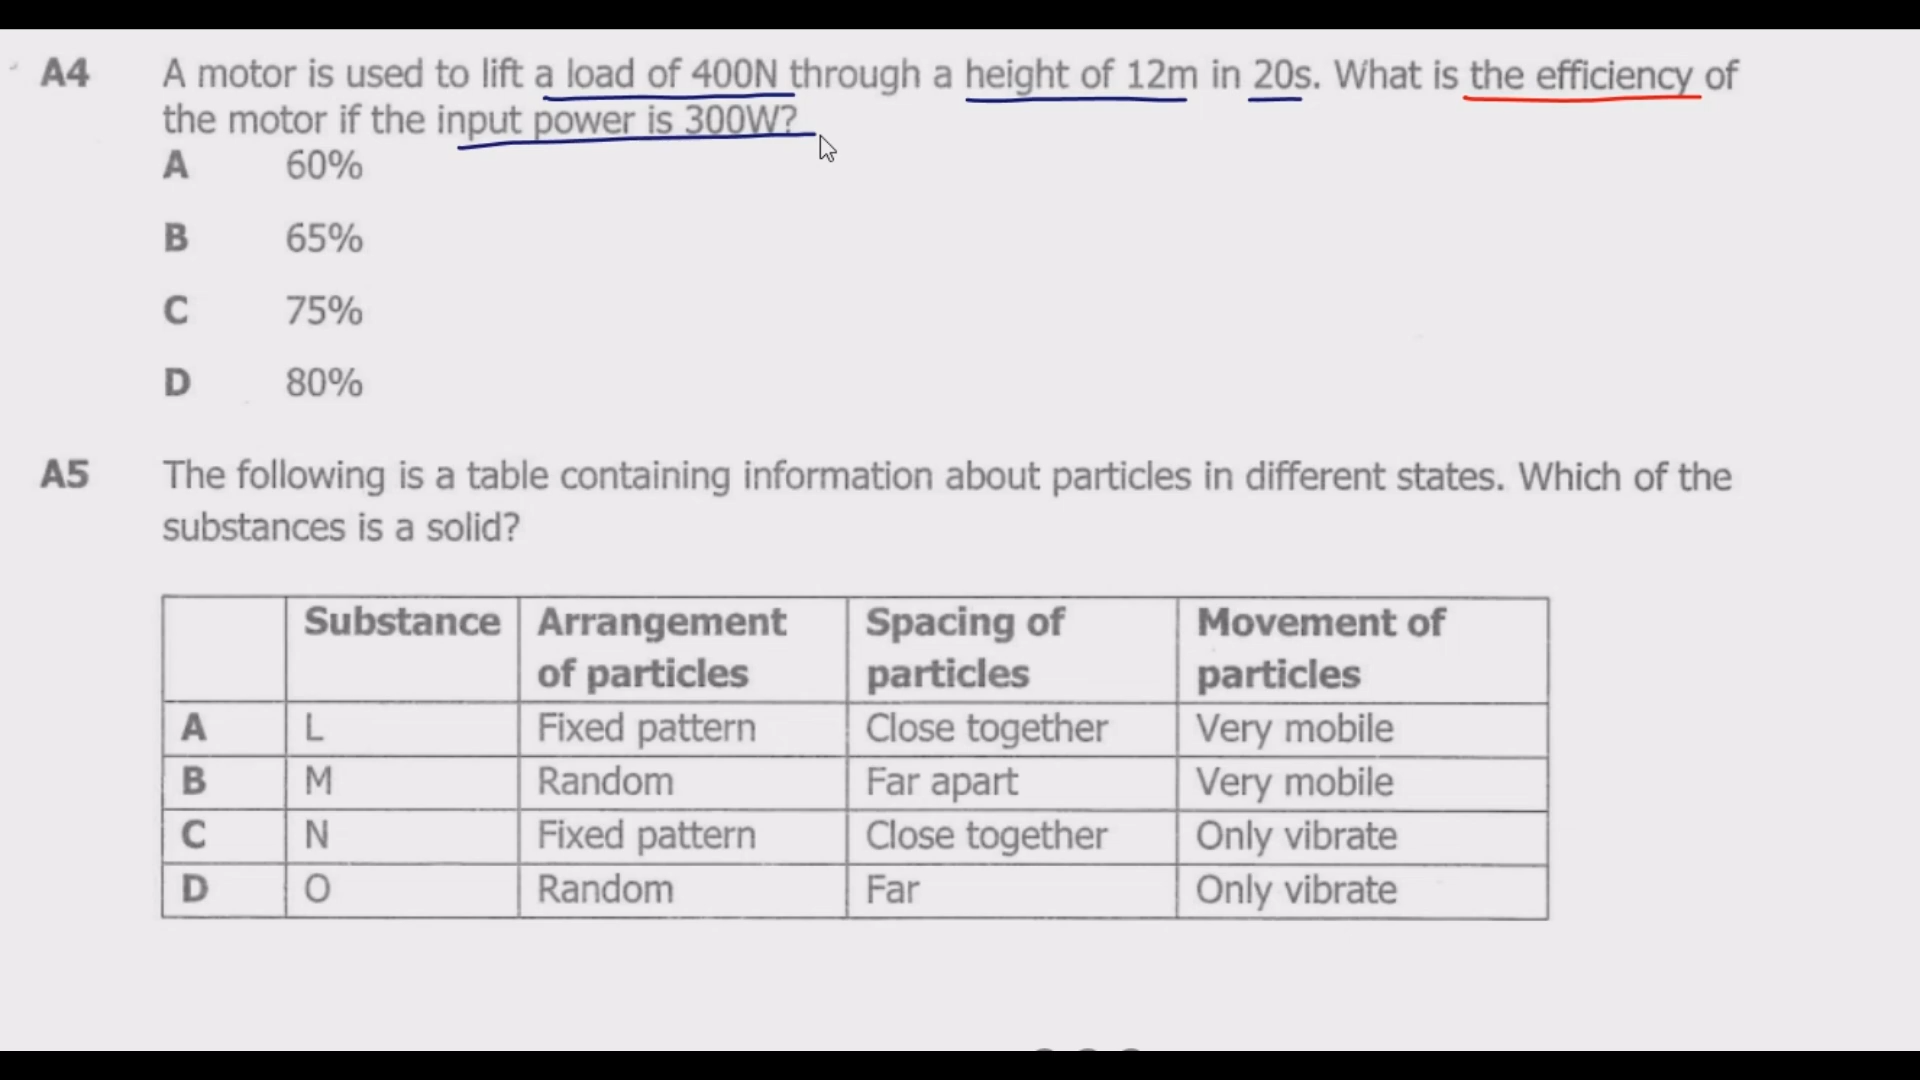 A4 A motor is used to lift a load of 400N through a height of 12m in 20s. What is the efficiency of
the motor if the input power is 300W?
A 60%
B 65%
C 75%
D 80%
A5 The following is a table containing information about particles in different states. Which of the
substances is a solid?
Substance Arrangement of particles Spacing of particles Movement of particles
A L Fixed pattern Close together Very mobile
B M Random Far apart Very mobile
C N Fixed pattern Close together Only vibrate
D O Random Far Only vibrate